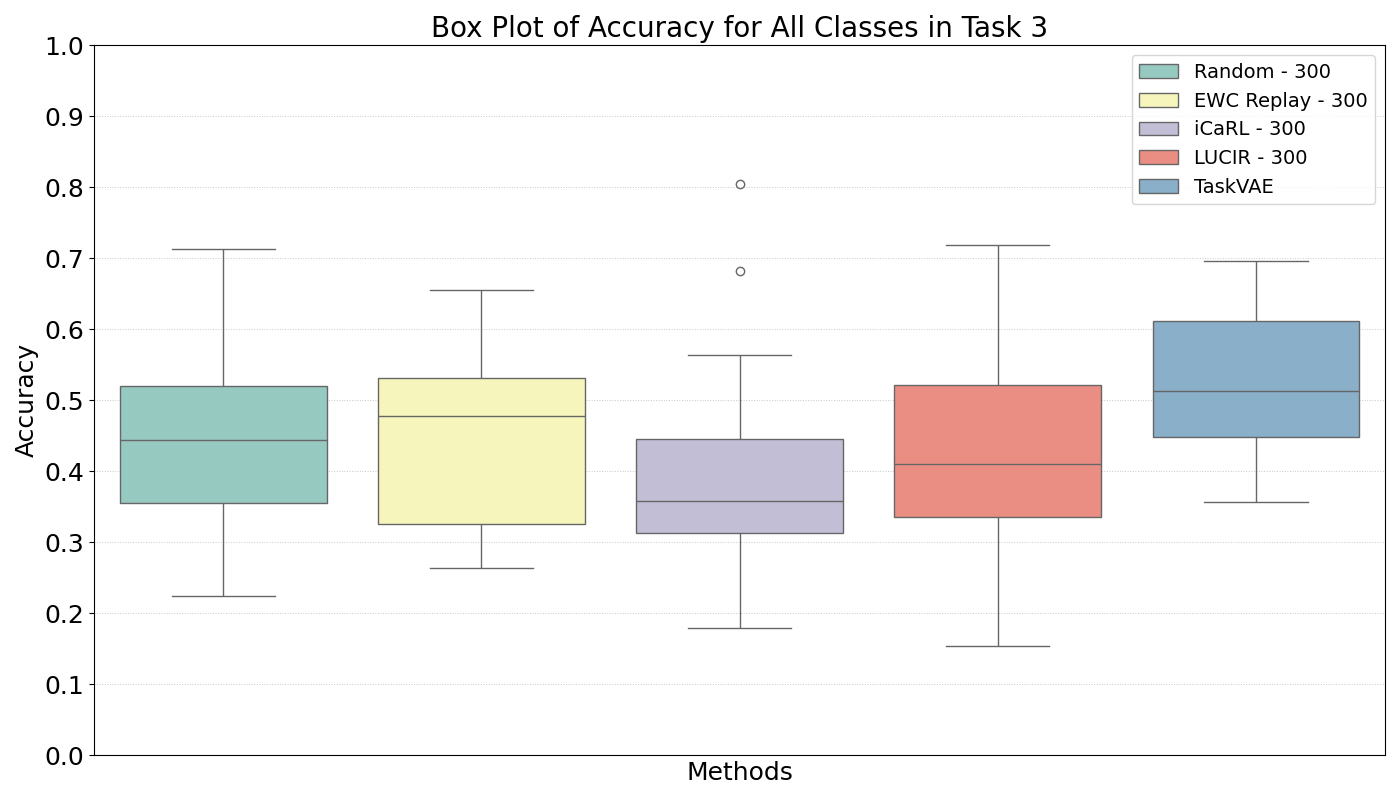 Box Plot of Accuracy for All Classes in Task 3
1.0
0.9
0.8
0.7
0.6
0.5
0.4
0.3
0.2
0.1
0.0
Accuracy
Methods
Random - 300
EWC Replay - 300
iCaRL - 300
LUCIR - 300
TaskVAE